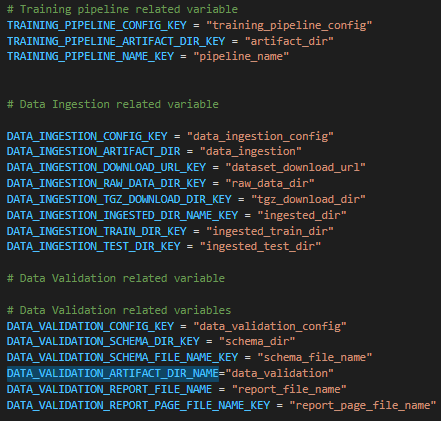 # Training pipeline related variable
TRAINING_PIPELINE_CONFIG_KEY = "training_pipeline_config"
TRAINING_PIPELINE_ARTIFACT_DIR_KEY = "artifact_dir"
TRAINING_PIPELINE_NAME_KEY = "pipeline_name"
# Data Ingestion related variable
DATA_INGESTION_CONFIG_KEY = "data_ingestion_config"
DATA_INGESTION_ARTIFACT_DIR = "data_ingestion"
DATA_INGESTION_DOWNLOAD_URL_KEY = "dataset_download_url"
DATA_INGESTION_RAW_DATA_DIR_KEY = "raw_data_dir"
DATA_INGESTION_TGZ_DOWNLOAD_DIR_KEY = "tgz_download_dir"
DATA_INGESTION_INGESTED_DIR_NAME_KEY = "ingested_dir"
DATA_INGESTION_TRAIN_DIR_KEY = "ingested_train_dir"
DATA_INGESTION_TEST_DIR_KEY = "ingested_test_dir"
# Data Validation related variable
# Data Validation related variables
DATA_VALIDATION_CONFIG_KEY = "data_validation_config"
DATA_VALIDATION_SCHEMA_DIR_KEY = "schema_dir"
DATA_VALIDATION_SCHEMA_FILE_NAME_KEY = "schema_file_name"
DATA_VALIDATION_ARTIFACT_DIR_NAME="data_validation"
DATA_VALIDATION_REPORT_FILE_NAME = "report_file_name"
DATA_VALIDATION_REPORT_PAGE_FILE_NAME_KEY = "report_page_file_name"